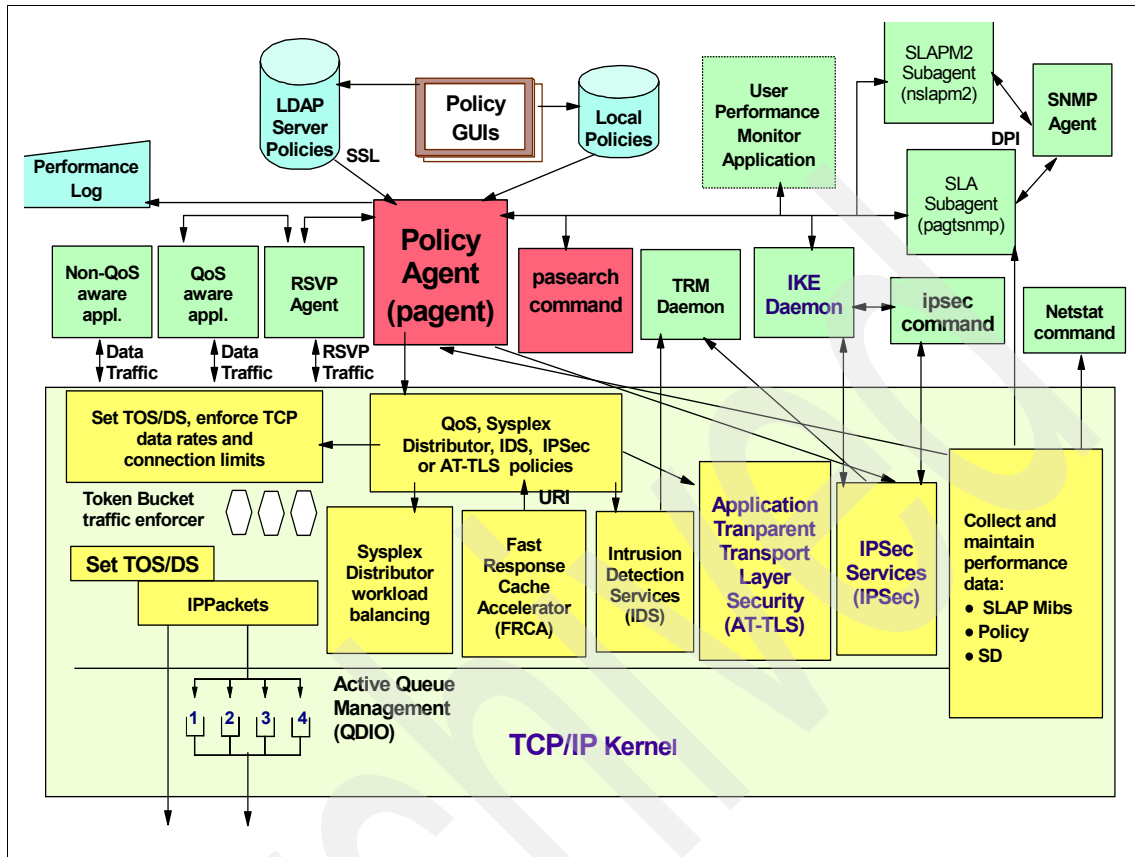 LDAP
Server
Policies
SSL
Policy
GUIs
Local
Policies
User
Performance
Monitor
Application
SLAPM2
Subagent
(nslapm2)
SNMP
Agent
DPI
SLA
Subagent
(pagtsnmp)
Performance
Log
Non-QoS
aware
appl.
QoS
aware
appl.
RSVP
Agent
Policy
Agent
(pagent)
pasearch
command
TRM
Daemon
IKE
Daemon
ipsec
command
Netstat
command
Data
Traffic
Data
Traffic
RSVP
Traffic
Set TOS/DS, enforce TCP
data rates and
connection limits
QoS, Sysplex
Distributor, IDS, IPSec
or AT-TLS policies
URI
Token Bucket
traffic enforcer
Set TOS/DS
IPPackets
Sysplex
Distributor
workload
balancing
Fast
Response
Cache
Accelerator
(FRCA)
Intrusion
Detection
Services
(IDS)
Application
Tranparent
Transport
Layer
Security
(AT-TLS)
IPSec
Services
(IPSec)
Collect and
maintain
performance
data:
● SLAP Mibs
● Policy
● SD
1 2 3 4
Active Queue
Management
(QDIO)
TCP/IP Kernel